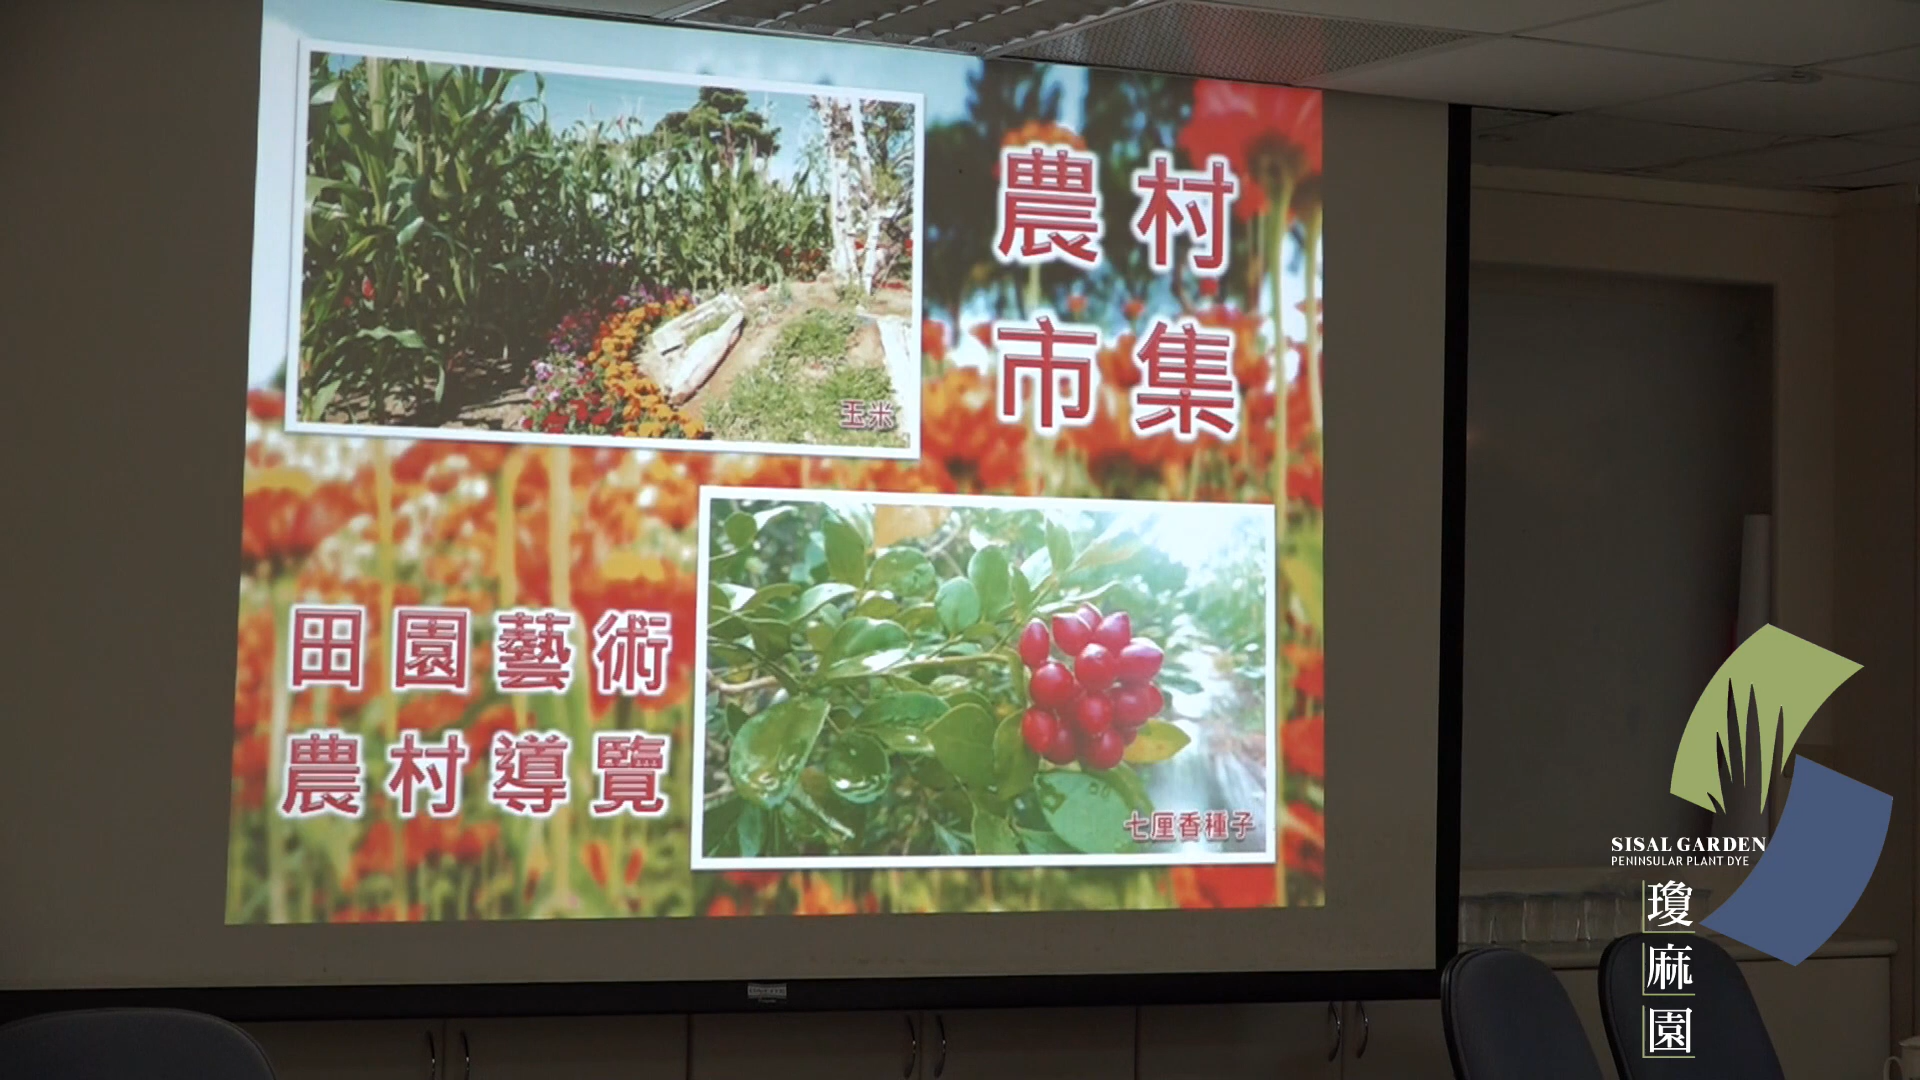 農村
市集
玉米
田園藝術
農村導覽
七厘香種子
SISAL GARDEN
PENINSULAR PLANT DYE
瓊麻園